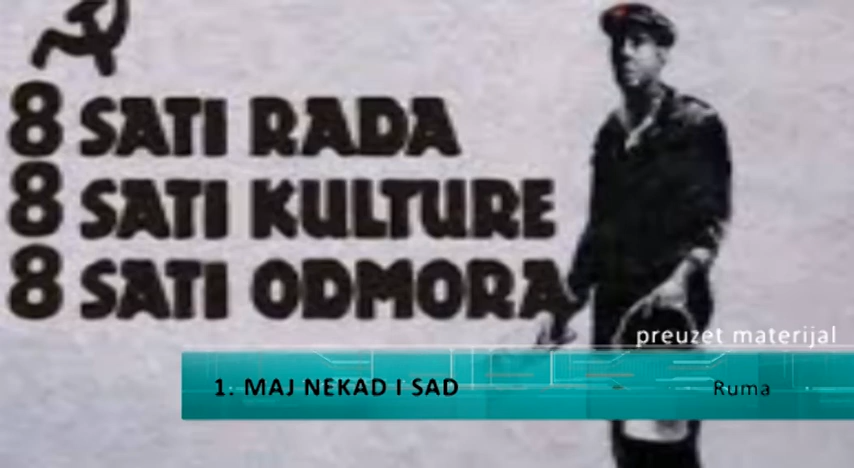 8 SATI RADA
8 SATI KULTURE
8 SATI ODMORA
preuzet materijal
1. MAJ NEKAD I SAD
Ruma